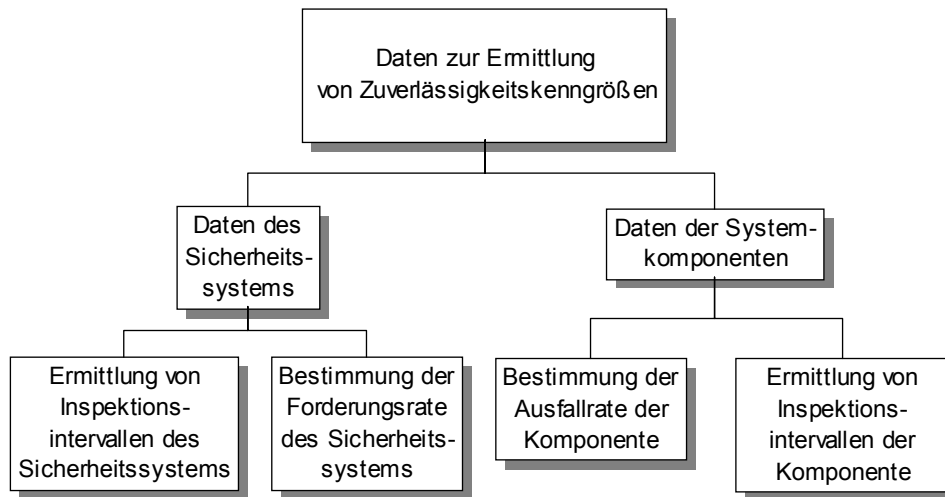 Daten zur Ermittlung
von Zuverlässigkeitskenngrößen
Daten des
Sicherheits-
systems
Daten der System-
komponenten
Ermittlung von
Inspektions-
intervallen des
Sicherheitssystems
Bestimmung der
Forderungsrate
des Sicherheits-
systems
Bestimmung der
Ausfallrate der
Komponente
Ermittlung von
Inspektions-
intervallen der
Komponente